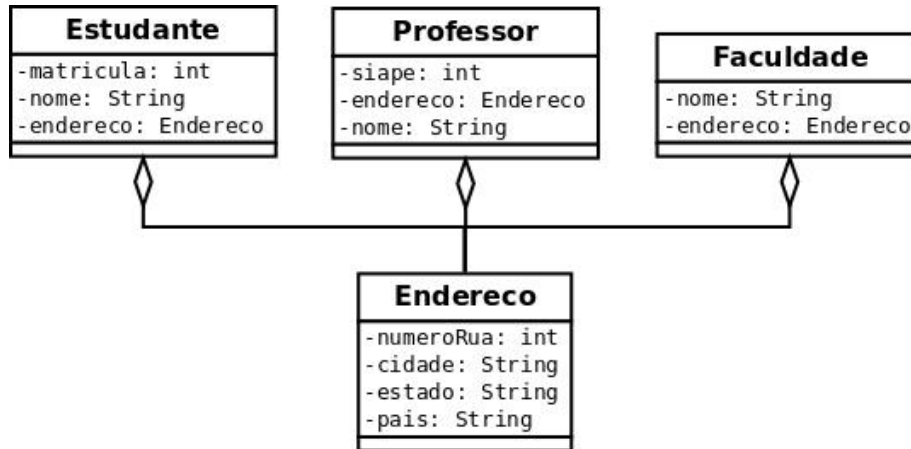 Estudante
-matricula: int
-nome: String
-endereco: Endereco
Professor
-siape: int
-endereco: Endereco
-nome: String
Faculdade
-nome: String
-endereco: Endereco
Endereco
-numeroRua: int
-cidade: String
-estado: String
-pais: String